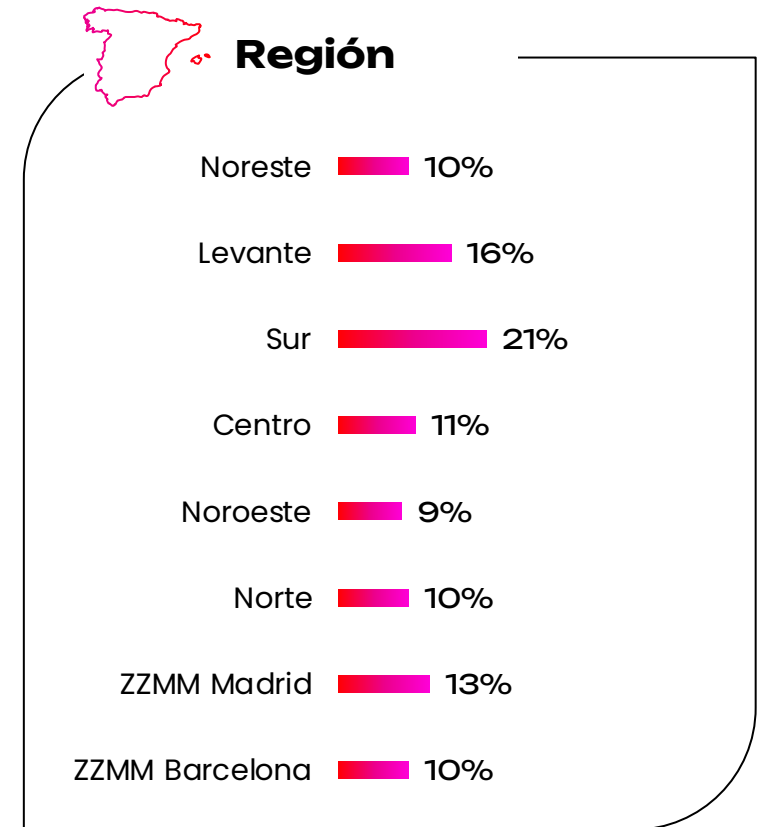 Región
Noreste 10%
Levante 16%
Sur 21%
Centro 11%
Noroeste 9%
Norte 10%
ZZMM Madrid 13%
ZZMM Barcelona 10%